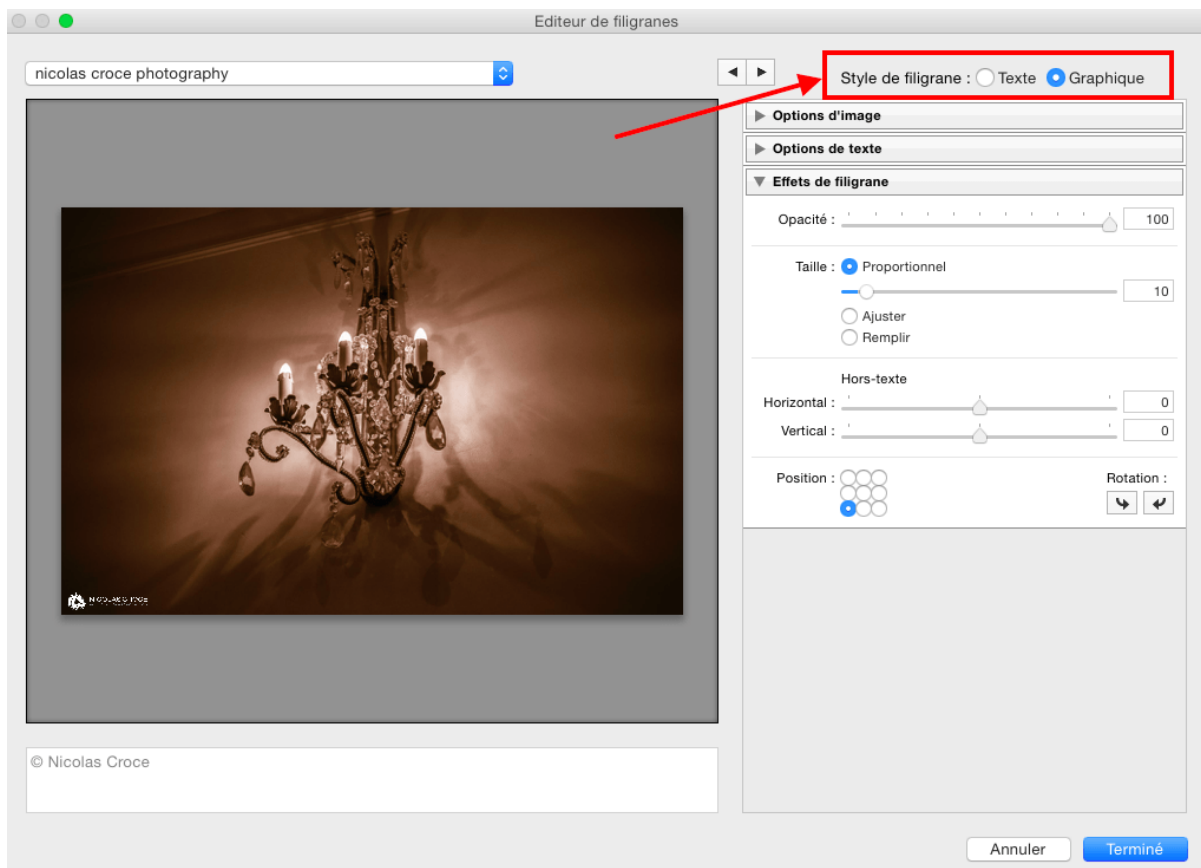 Editeur de filigranes
nicolas croce photography
Style de filigrane : Texte Graphique
Options d'image
Options de texte
Effets de filigrane
Opacité : 100
Taille : Proportionnel
10
Ajuster
Remplir
Hors-texte
Horizontal : 0
Vertical : 0
Position : Rotation :
NICOLAS CROCE
© Nicolas Croce
Annuler Terminé